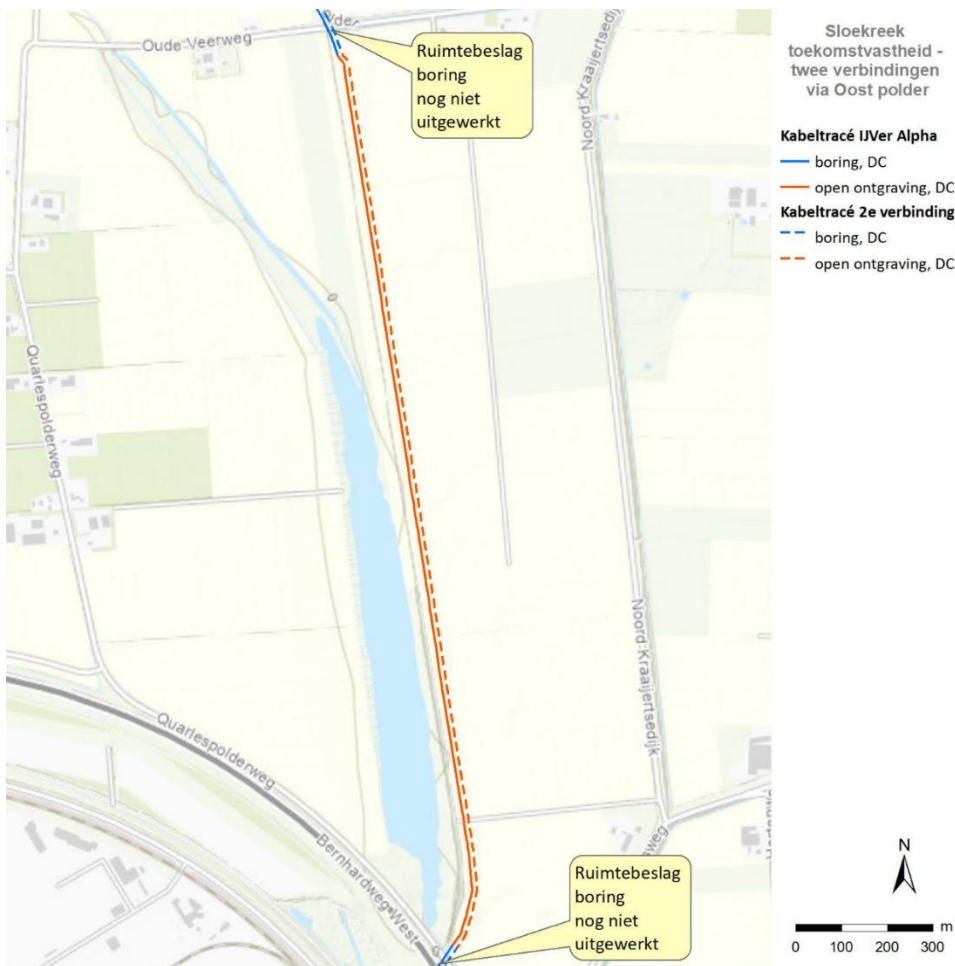 Oude Veerweg
Ruimtebeslag
boring
nog niet
uitgewerkt
Noord-Kraaijertsedijk
Quarlespolderweg
Noord-Kraaijertsedijk
Quarlespolderweg
Bernhardweg-West
Ruimtebeslag
boring
nog niet
uitgewerkt
Sloekreek
toekomstvastheid -
twee verbindingen
via Oost polder
Kabeltracé IJVer Alpha
boring, DC
open ontgraving, DC
Kabeltracé 2e verbinding
boring, DC
open ontgraving, DC
N
m
0 100 200 300